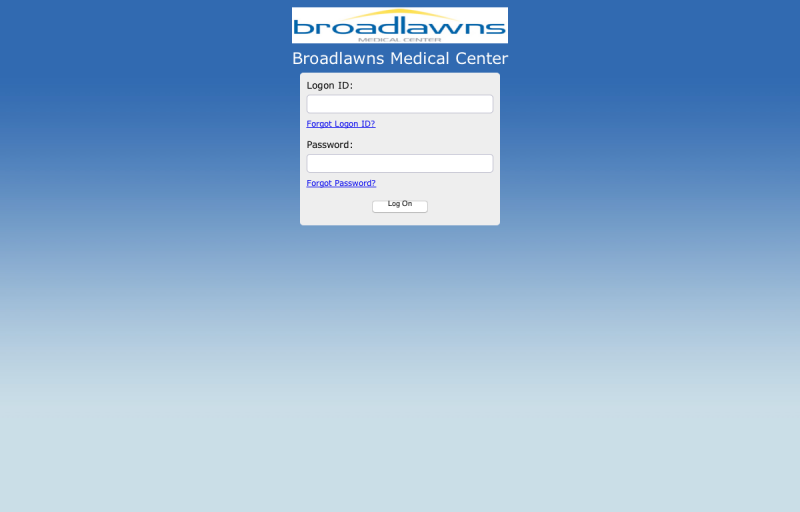 broadlawns
MEDICAL CENTER
Broadlawns Medical Center
Logon ID:
Forgot Logon ID?
Password:
Forgot Password?
Log On